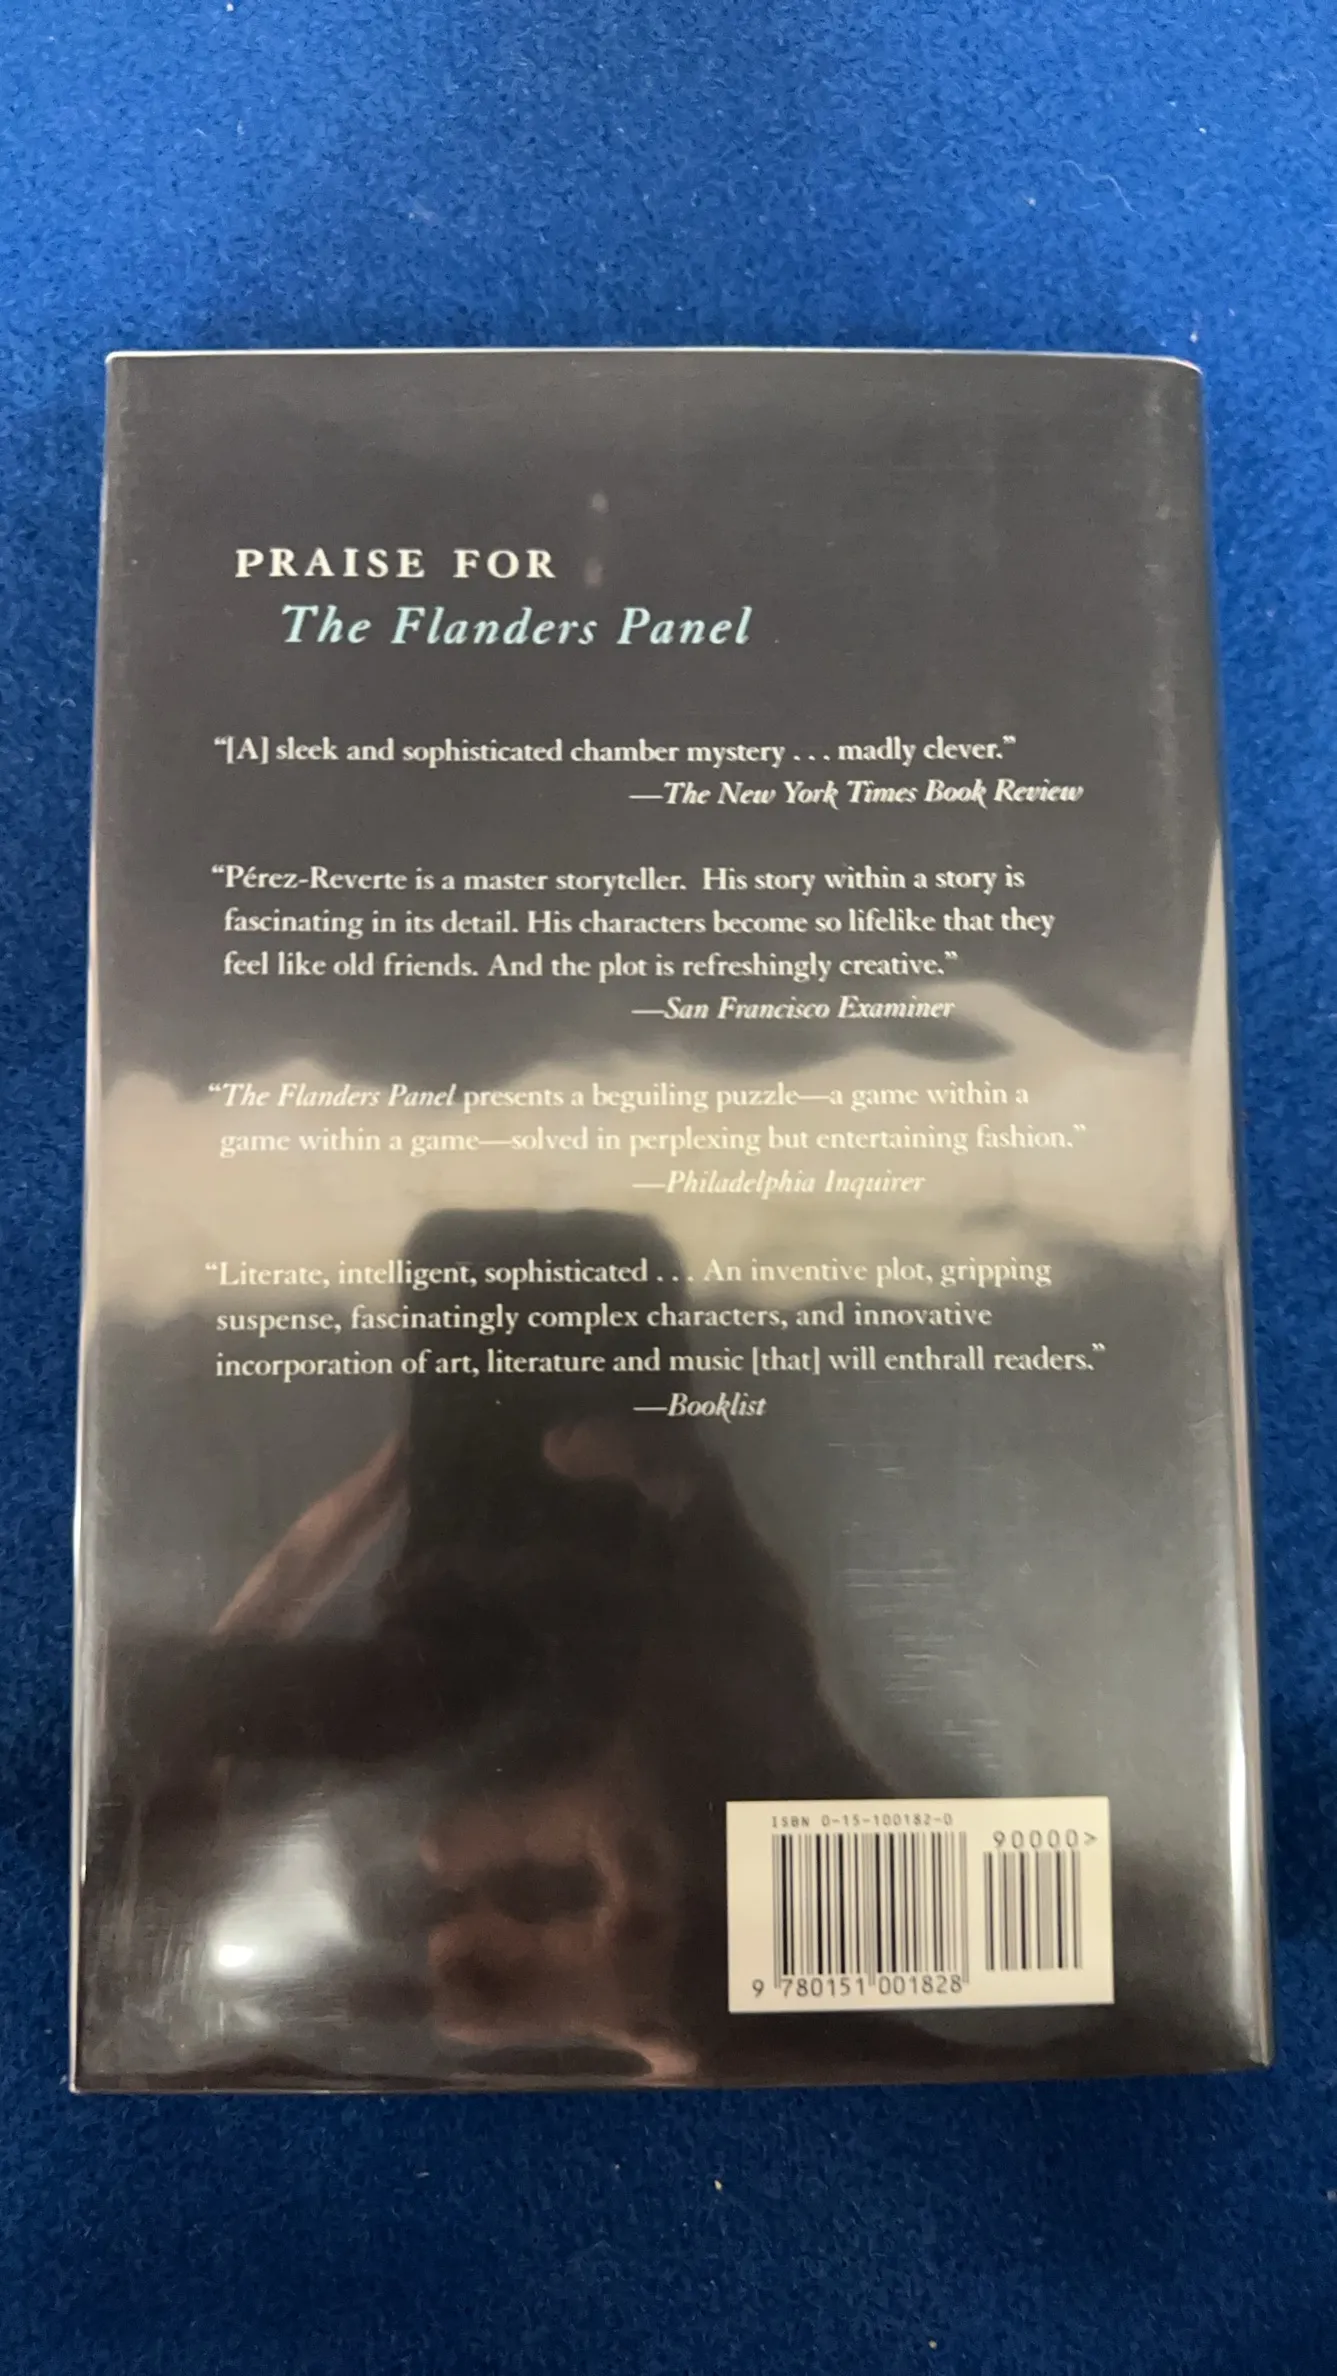 PRAISE FOR
The Flanders Panel
“[A] sleek and sophisticated chamber mystery . . . madly clever.”
—The New York Times Book Review
“Pérez-Reverte is a master storyteller. His story within a story is
fascinating in its detail. His characters become so lifelike that they
feel like old friends. And the plot is refreshingly creative.”
—San Francisco Examiner
“The Flanders Panel presents a beguiling puzzle—a game within a
game within a game—solved in perplexing but entertaining fashion.”
—Philadelphia Inquirer
“Literate, intelligent, sophisticated . . . An inventive plot, gripping
suspense, fascinatingly complex characters, and innovative
incorporation of art, literature and music [that] will enthrall readers.”
—Booklist
ISBN 0-15-100182-0
90000>
9 780151 001828